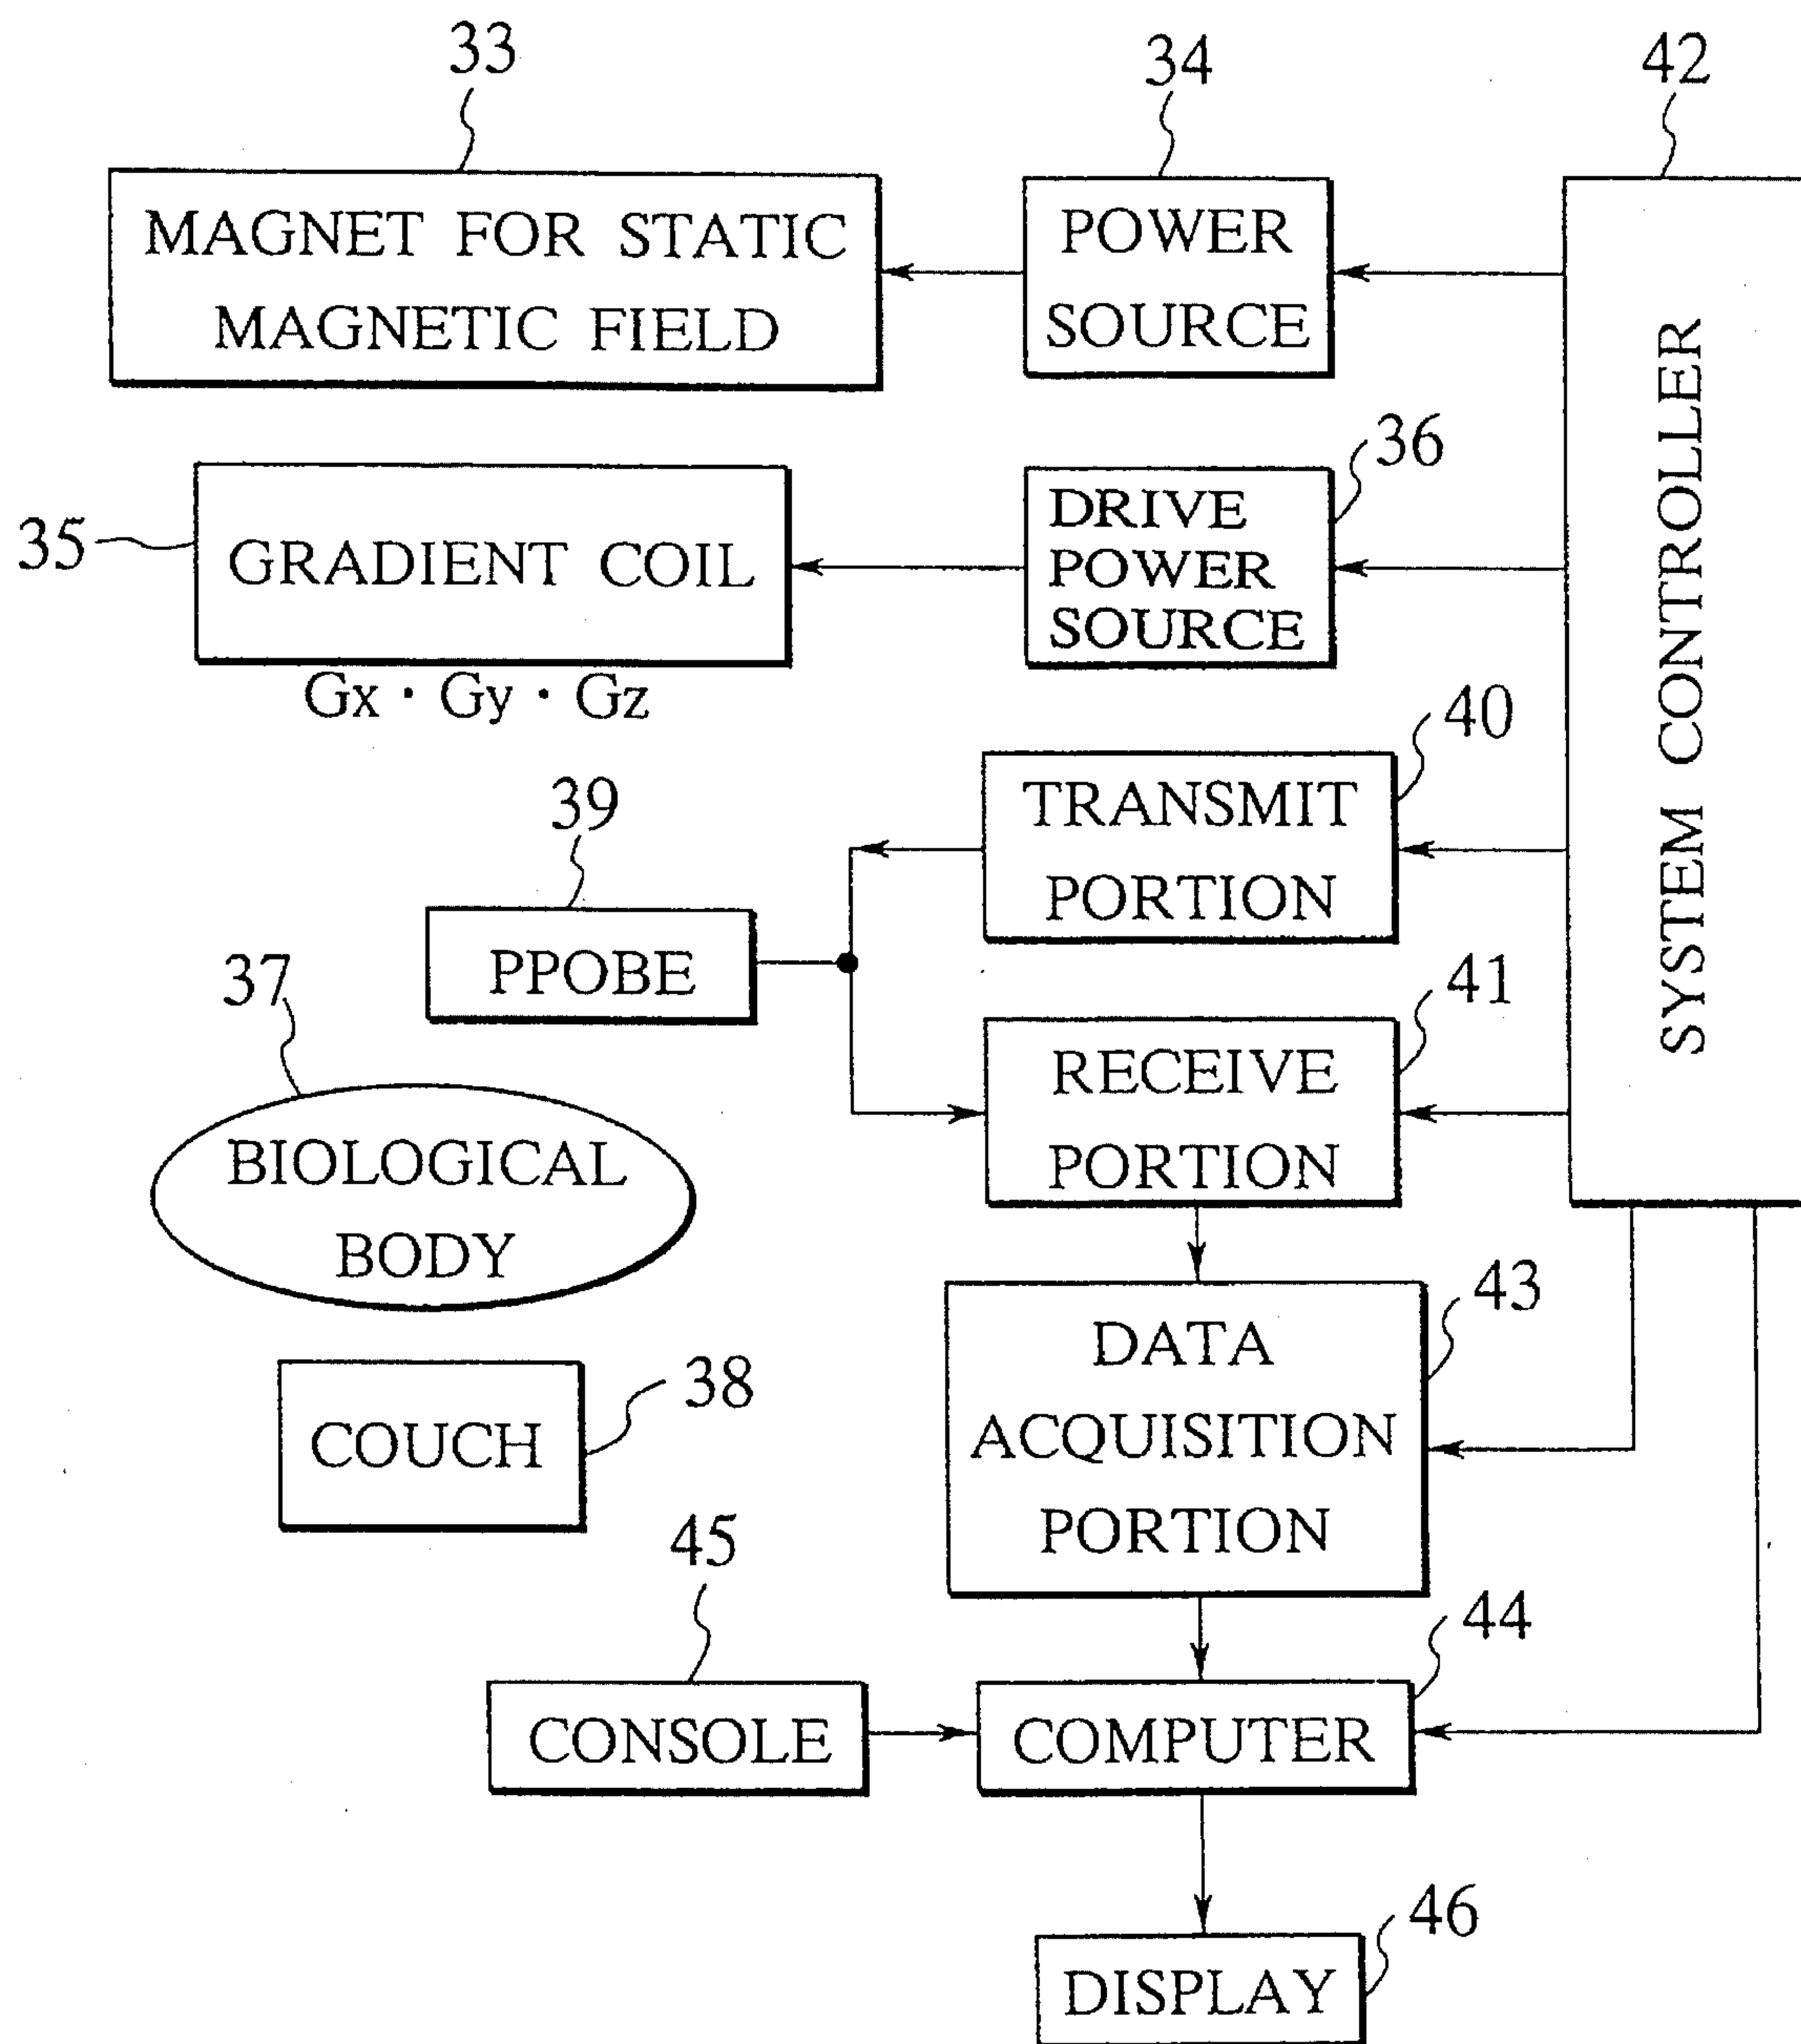 33
34
42
MAGNET FOR STATIC
MAGNETIC FIELD
POWER
SOURCE
SYSTEM CONTROLLER
36
35
GRADIENT COIL
DRIVE
POWER
SOURCE
Gx · Gy · Gz
40
39
TRANSMIT
PORTION
PPOBE
37
41
RECEIVE
PORTION
BIOLOGICAL
BODY
43
38
DATA
ACQUISITION
PORTION
COUCH
45
44
CONSOLE
COMPUTER
46
DISPLAY